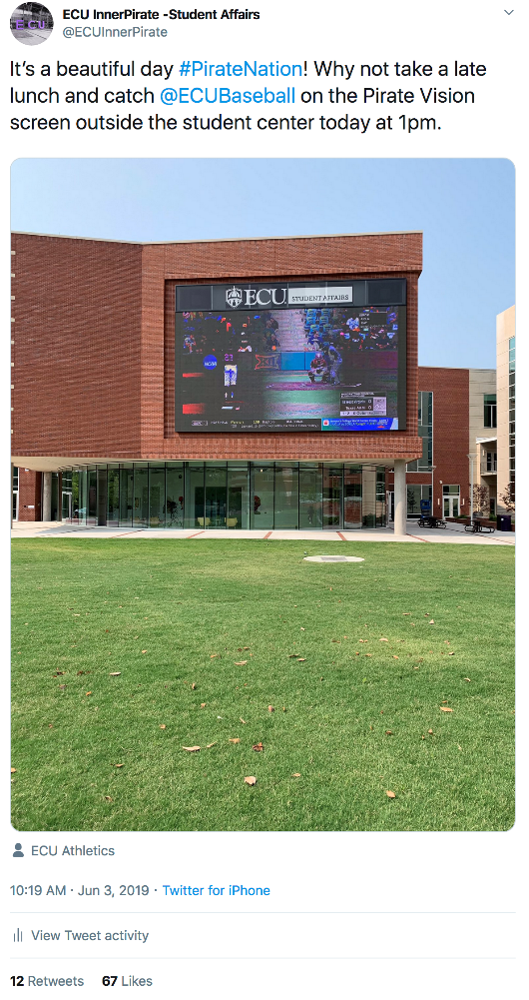 ECU InnerPirate -Student Affairs
@ECUInnerPirate
It's a beautiful day #PirateNation! Why not take a late
lunch and catch @ECUBaseball on the Pirate Vision
screen outside the student center today at 1pm.
ECU STUDENT AFFAIRS
ECU Athletics
10:19 AM · Jun 3, 2019 · Twitter for iPhone
View Tweet activity
12 Retweets 67 Likes